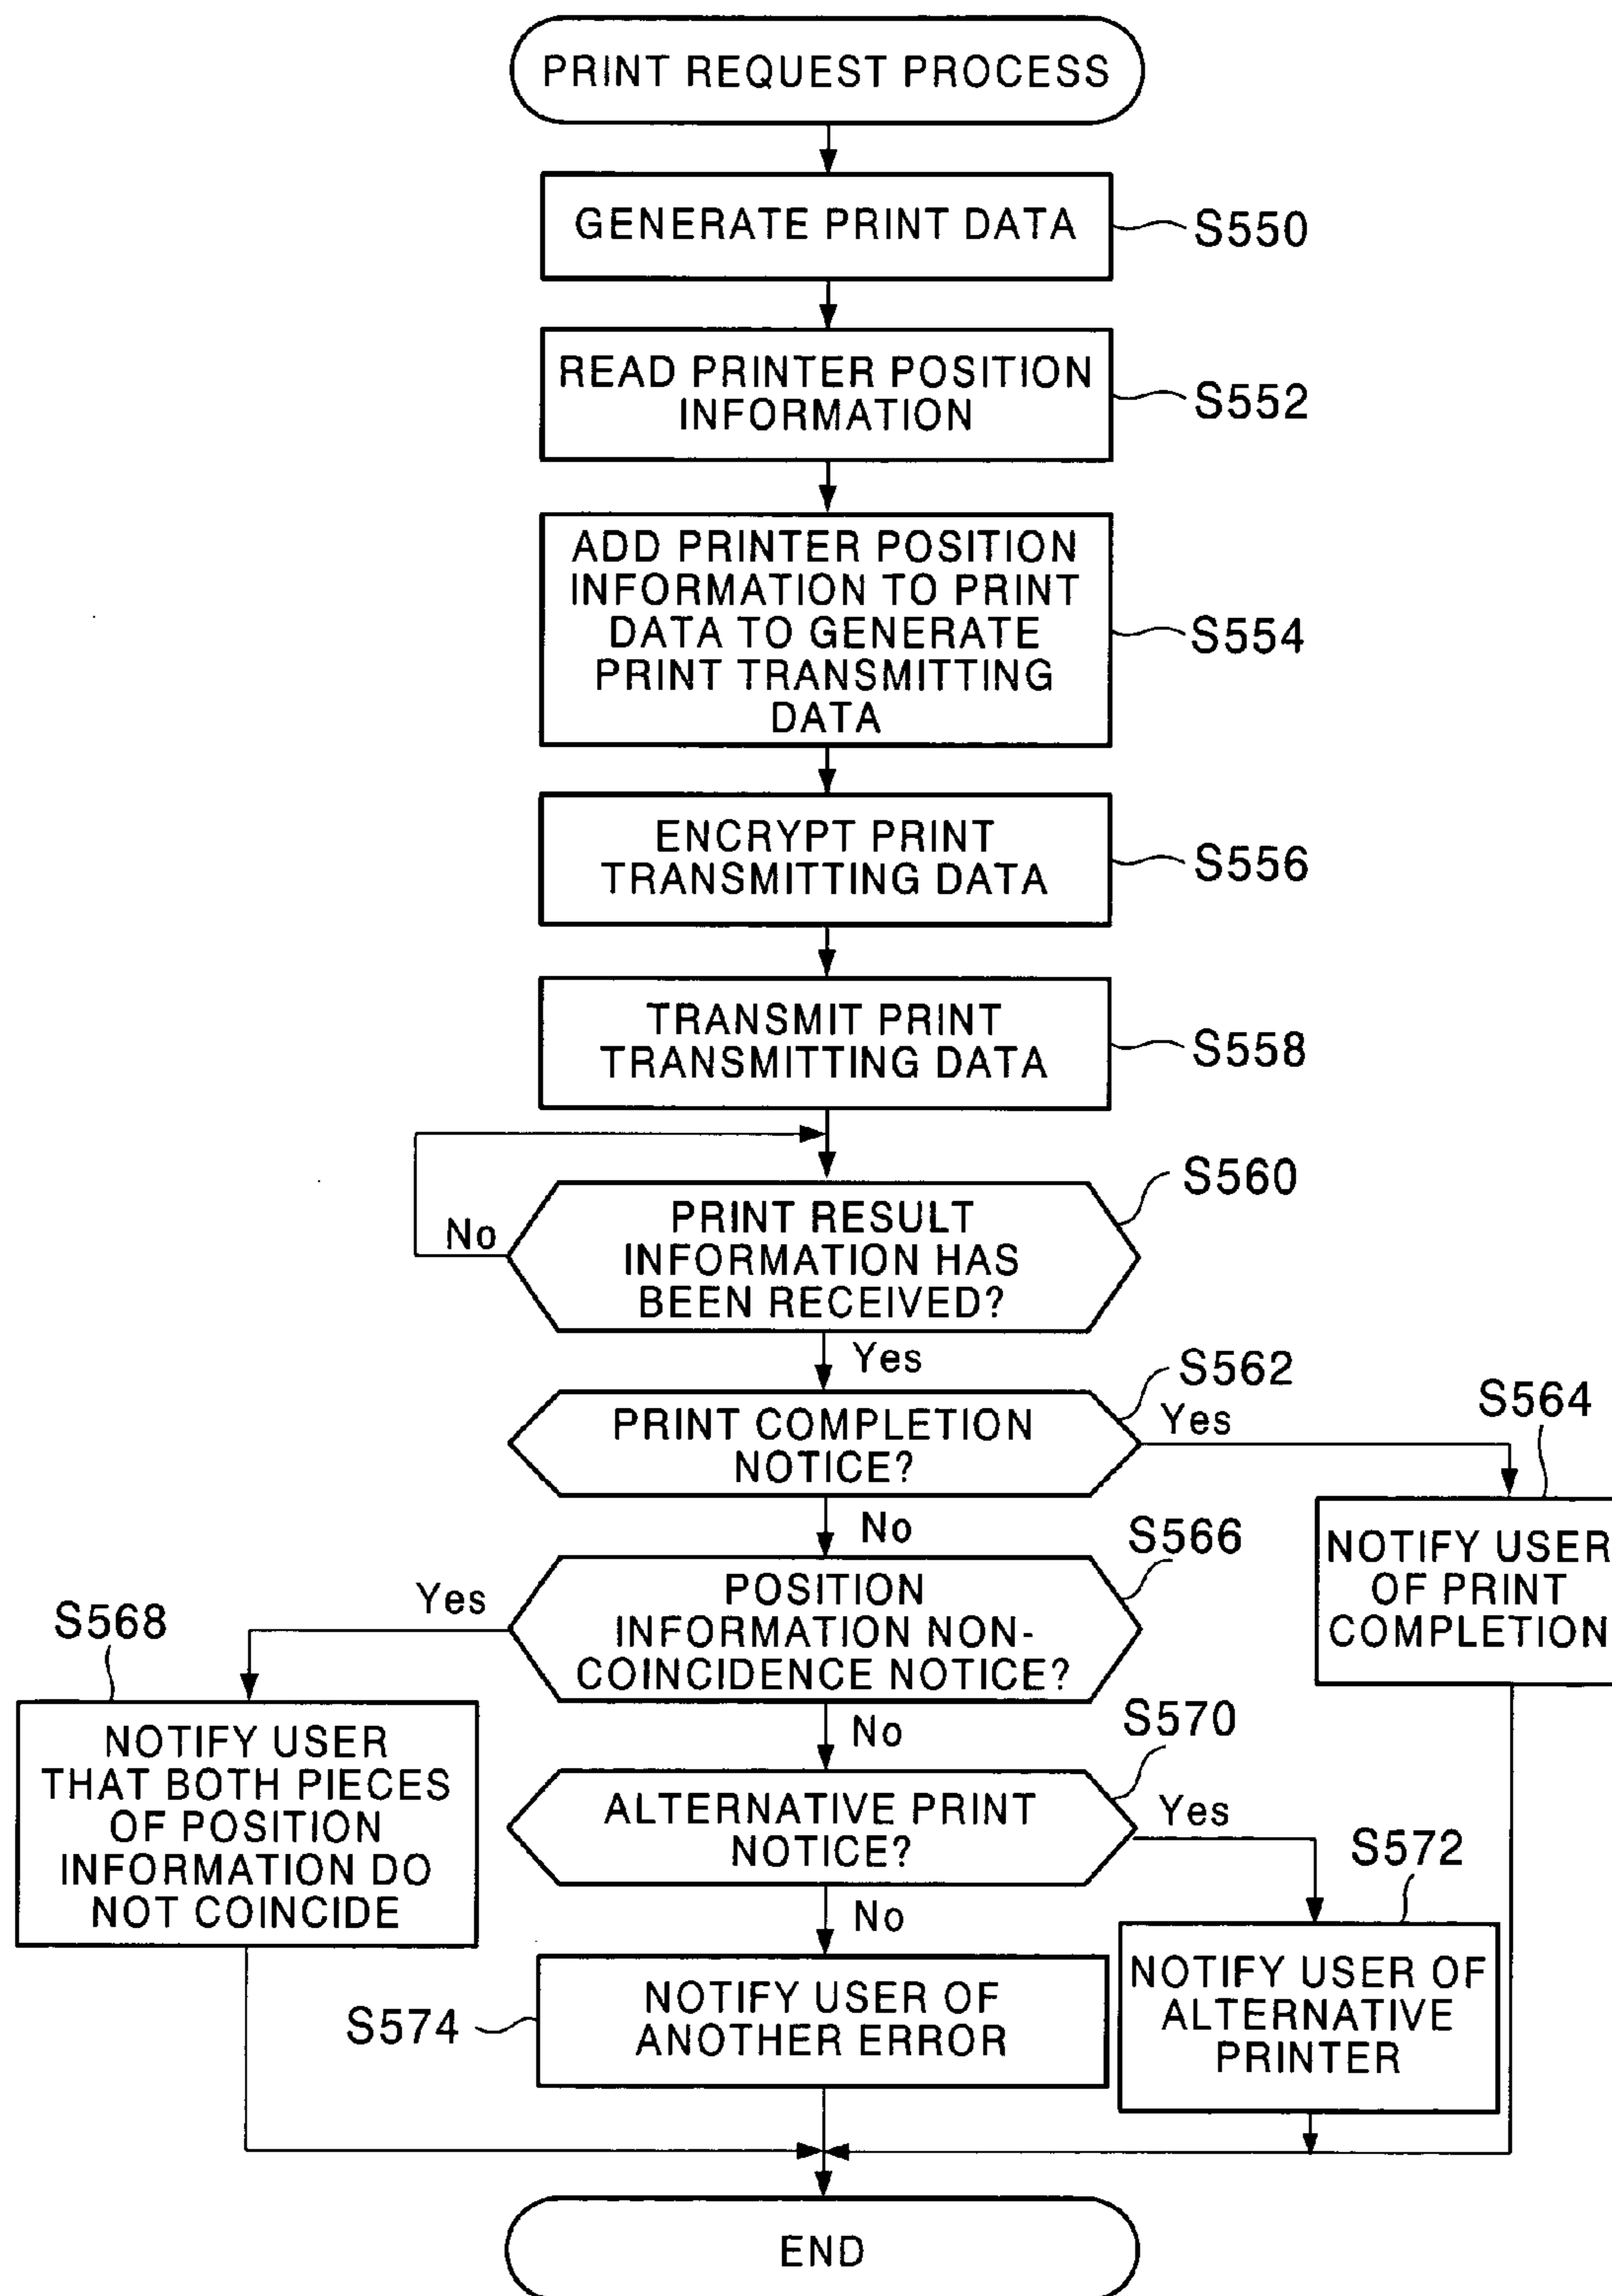 PRINT REQUEST PROCESS
GENERATE PRINT DATA
S550
READ PRINTER POSITION
INFORMATION
S552
ADD PRINTER POSITION
INFORMATION TO PRINT
DATA TO GENERATE
PRINT TRANSMITTING
DATA
S554
ENCRYPT PRINT
TRANSMITTING DATA
S556
TRANSMIT PRINT
TRANSMITTING DATA
S558
S560
PRINT RESULT
INFORMATION HAS
BEEN RECEIVED?
No
Yes
S562
PRINT COMPLETION
NOTICE?
Yes
S564
NOTIFY USER
OF PRINT
COMPLETION
No
S566
POSITION
INFORMATION NON-
COINCIDENCE NOTICE?
Yes
S568
NOTIFY USER
THAT BOTH PIECES
OF POSITION
INFORMATION DO
NOT COINCIDE
No
S570
ALTERNATIVE PRINT
NOTICE?
Yes
S572
NOTIFY USER OF
ALTERNATIVE
PRINTER
No
S574
NOTIFY USER OF
ANOTHER ERROR
END